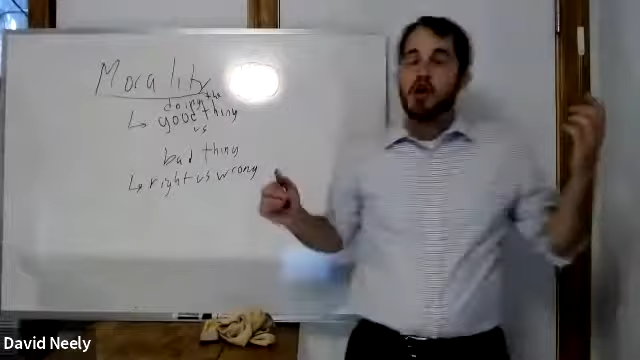 Morality
doing the
↳ good thing
vs
bad thing
↳ right vs wrong
David Neely